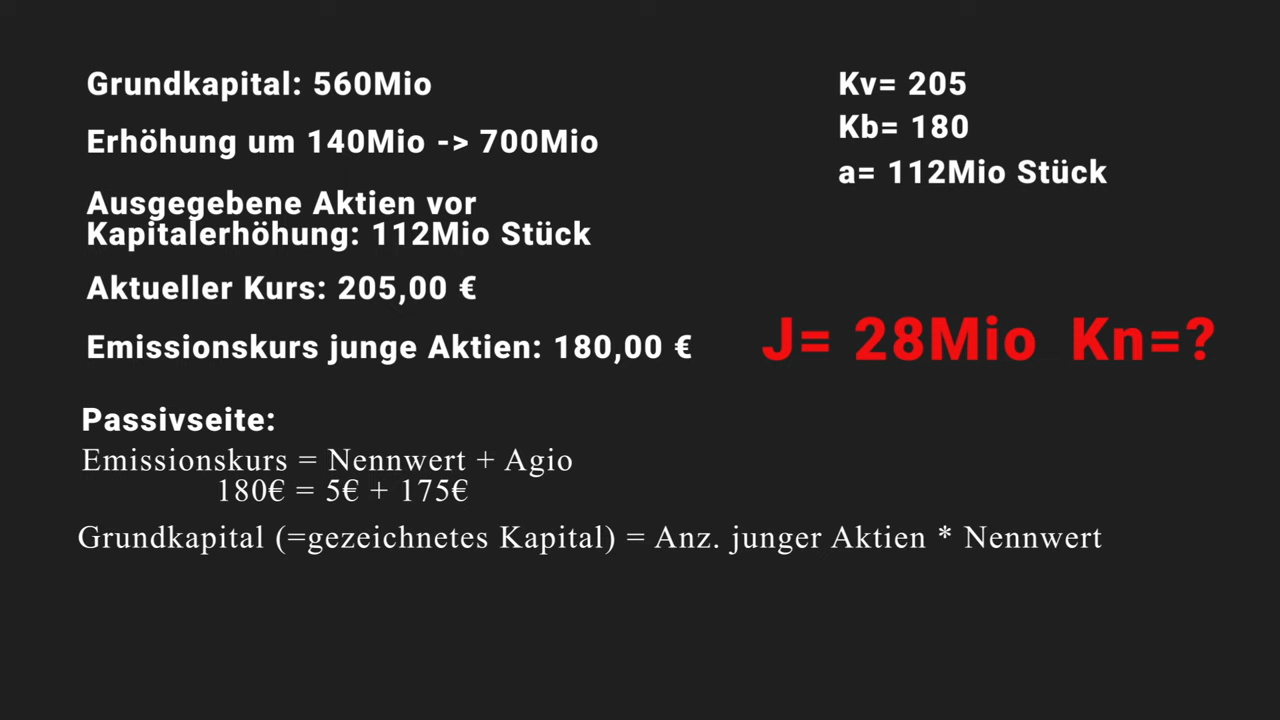 Grundkapital: 560Mio
Erhöhung um 140Mio -> 700Mio
Ausgegebene Aktien vor
Kapitalerhöhung: 112Mio Stück
Aktueller Kurs: 205,00 €
Emissionskurs junge Aktien: 180,00 €
Kv= 205
Kb= 180
a= 112Mio Stück
J= 28Mio Kn=?
Passivseite:
Emissionskurs = Nennwert + Agio
180€ = 5€ + 175€
Grundkapital (=gezeichnetes Kapital) = Anz. junger Aktien * Nennwert